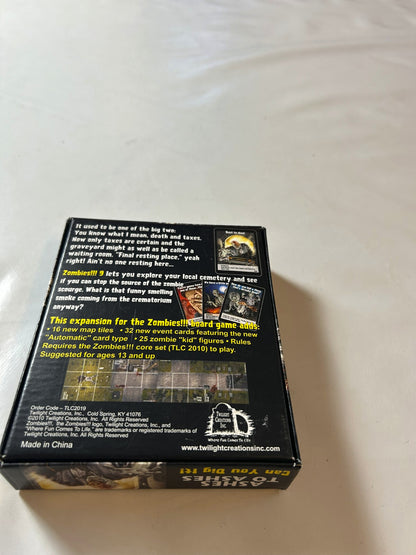 It used to be one of the big two:
You know what I mean, death and taxes.
Now only taxes are certain and the
graveyard might as well be called a
waiting room. "Final resting place," yeah
right! Ain't no one resting here...
Zombies!!! 9 lets you explore your local cemetery and see
if you can stop the source of the zombie
scourge. What is that funny smelling
smoke coming from the crematorium
anyway?
This expansion for the Zombies!!! board game adds:
• 16 new map tiles • 32 new event cards featuring the new
"Automatic" card type • 25 zombie "kid" figures • Rules
Requires the Zombies!!! core set (TLC 2010) to play.
Suggested for ages 13 and up
Order Code – TLC2019
Twilight Creations, Inc., Cold Spring, KY 41076
©2010 Twilight Creations, Inc. All Rights Reserved
Zombies!!!, the Zombies!!! logo, Twilight Creations, Inc., and
"Where Fun Comes To Life," are trademarks or registered trademarks of
Twilight Creations, Inc. All Rights Reserved.
Made in China
Twilight
Creations
Inc.
Where Fun Comes To Life
www.twilightcreationsinc.com
ASHES
TO ASHES
Can You Dig It!